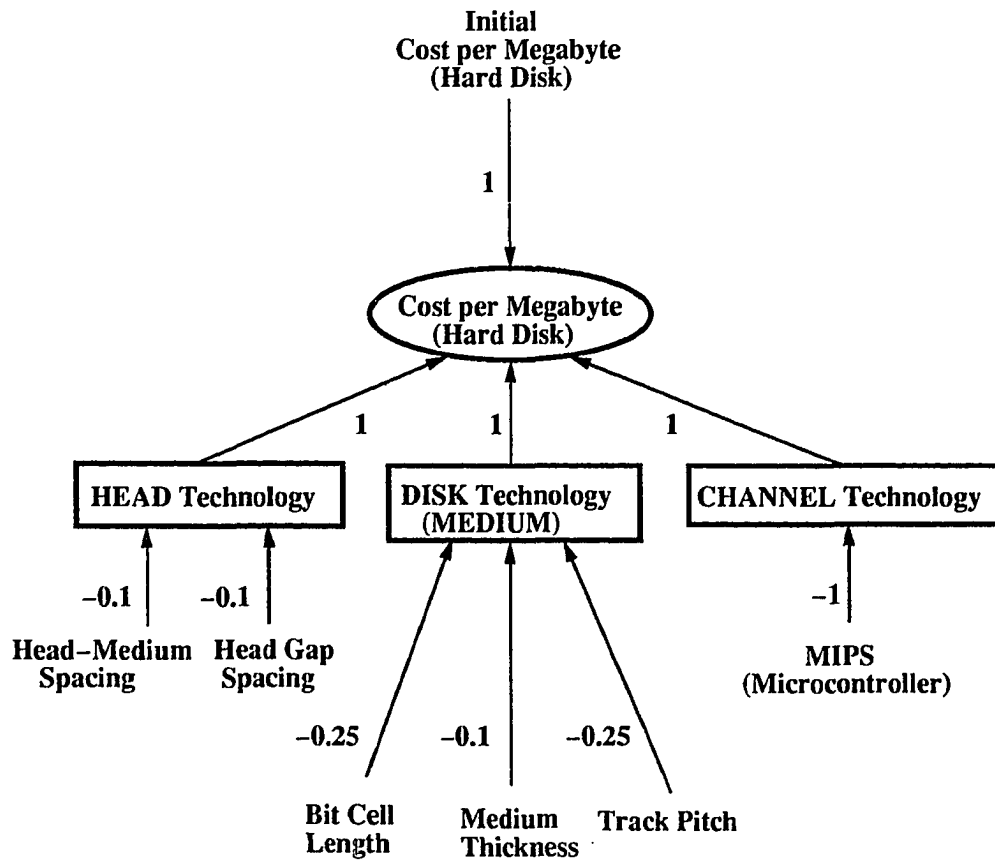 Initial
Cost per Megabyte
(Hard Disk)
1
Cost per Megabyte
(Hard Disk)
1
1
1
HEAD Technology
DISK Technology
(MEDIUM)
CHANNEL Technology
−0.1
−0.1
−1
Head−Medium
Spacing
Head Gap
Spacing
MIPS
(Microcontroller)
−0.25
−0.1
−0.25
Bit Cell
Length
Medium
Thickness
Track Pitch